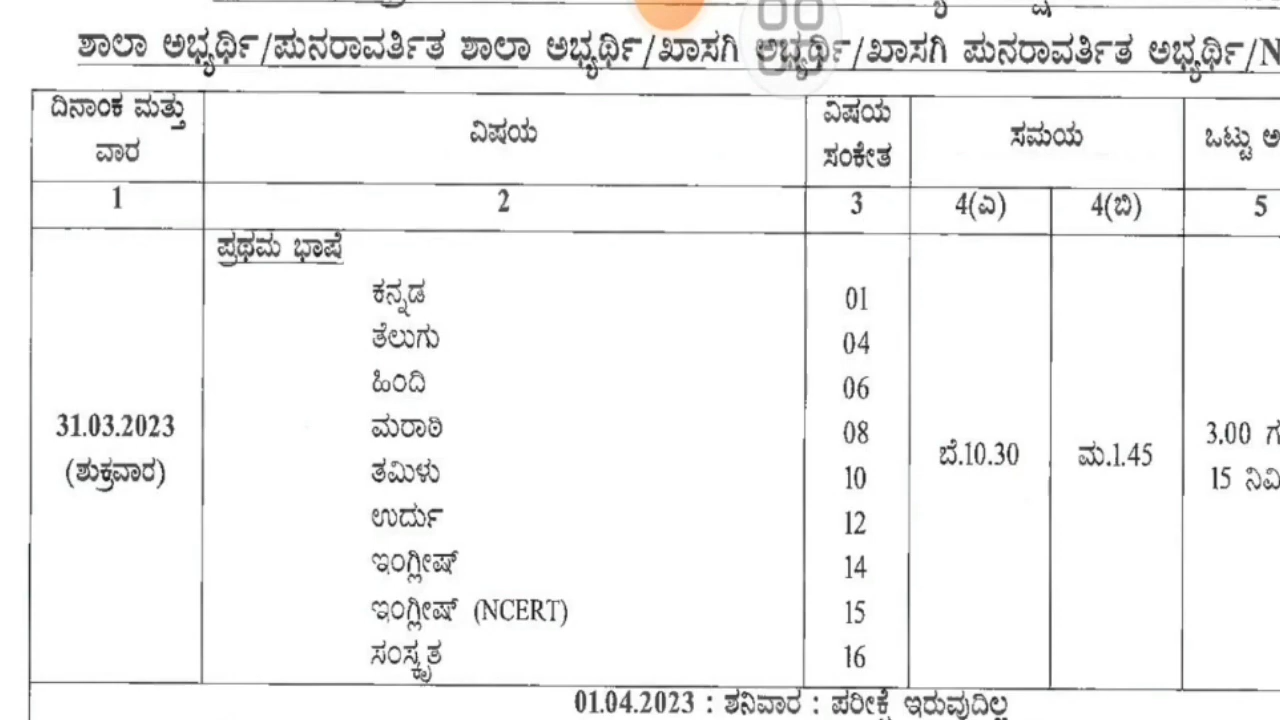 ಶಾಲಾ ಅಭ್ಯರ್ಥಿ/ಪುನರಾವರ್ತಿತ ಶಾಲಾ ಅಭ್ಯರ್ಥಿ/ಖಾಸಗಿ ಅಭ್ಯರ್ಥಿ/ಖಾಸಗಿ ಪುನರಾವರ್ತಿತ ಅಭ್ಯರ್ಥಿ/N
ದಿನಾಂಕ ಮತ್ತು ವಾರ
ವಿಷಯ
ವಿಷಯ ಸಂಕೇತ
ಸಮಯ
ಒಟ್ಟು ಅ
1 2 3 4(ಎ) 4(ಬಿ) 5
ಪ್ರಥಮ ಭಾಷೆ
ಕನ್ನಡ 01
ತೆಲುಗು 04
ಹಿಂದಿ 06
31.03.2023 ಮರಾಠಿ 08 3.00 ಗ
(ಶುಕ್ರವಾರ) ತಮಿಳು 10 ಬೆ.10.30 ಮ.1.45 15 ನಿಮಿ
ಉರ್ದು 12
ಇಂಗ್ಲೀಷ್ 14
ಇಂಗ್ಲೀಷ್ (NCERT) 15
ಸಂಸ್ಕೃತ 16
01.04.2023 : ಶನಿವಾರ : ಪರೀಕ್ಷೆ ಇರುವುದಿಲ್ಲ